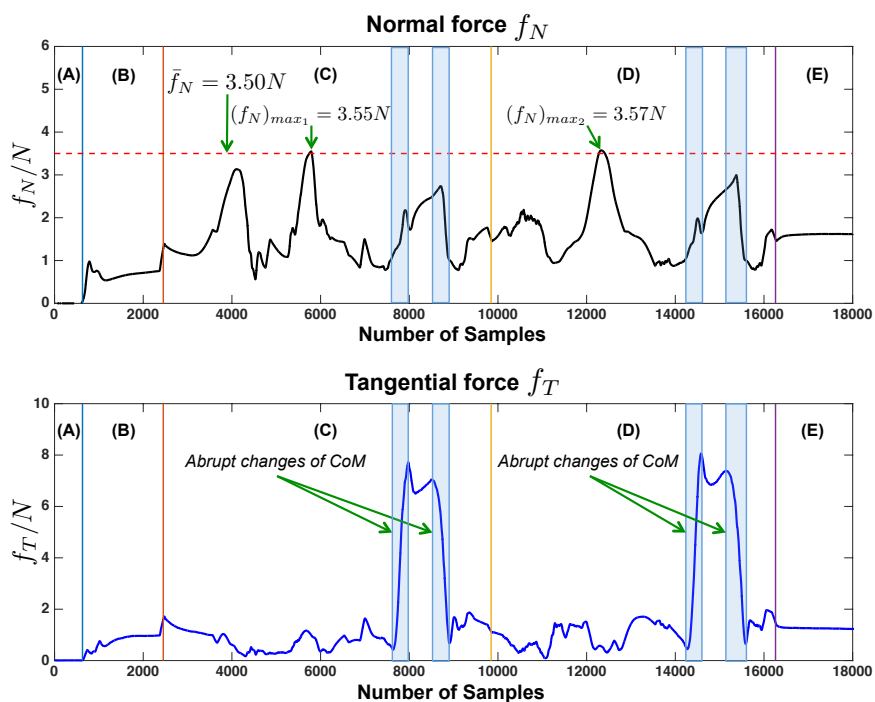 Normal force f_N
(A) (B) (C) (D) (E)
f̄_N = 3.50N
(f_N)_{max_1} = 3.55N
(f_N)_{max_2} = 3.57N
f_N/N
6
5
4
3
2
1
0
0 2000 4000 6000 8000 10000 12000 14000 16000 18000
Number of Samples
Tangential force f_T
(A) (B) (C) (D) (E)
Abrupt changes of CoM Abrupt changes of CoM
f_T/N
10
8
6
4
2
0
0 2000 4000 6000 8000 10000 12000 14000 16000 18000
Number of Samples